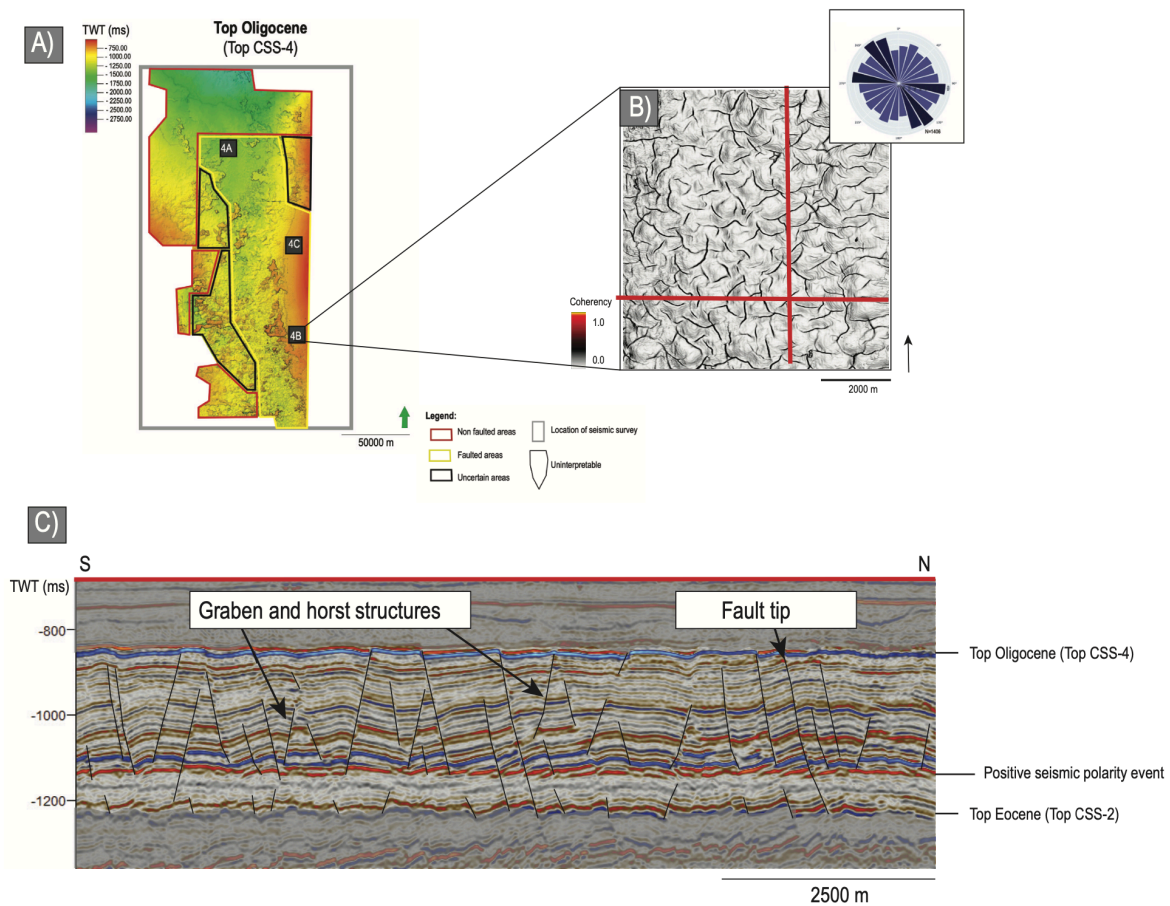 A)
TWT (ms)
- 750.00
- 1000.00
- 1250.00
- 1500.00
- 1750.00
- 2000.00
- 2250.00
- 2500.00
- 2750.00
Top Oligocene
(Top CSS-4)
4A
4C
4B
50000 m
Legend:
Non faulted areas
Faulted areas
Uncertain areas
Location of seismic survey
Uninterpretable
B)
N=1406
Coherency
1.0
0.0
2000 m
C)
S
N
TWT (ms)
-800
-1000
-1200
Graben and horst structures
Fault tip
Top Oligocene (Top CSS-4)
Positive seismic polarity event
Top Eocene (Top CSS-2)
2500 m